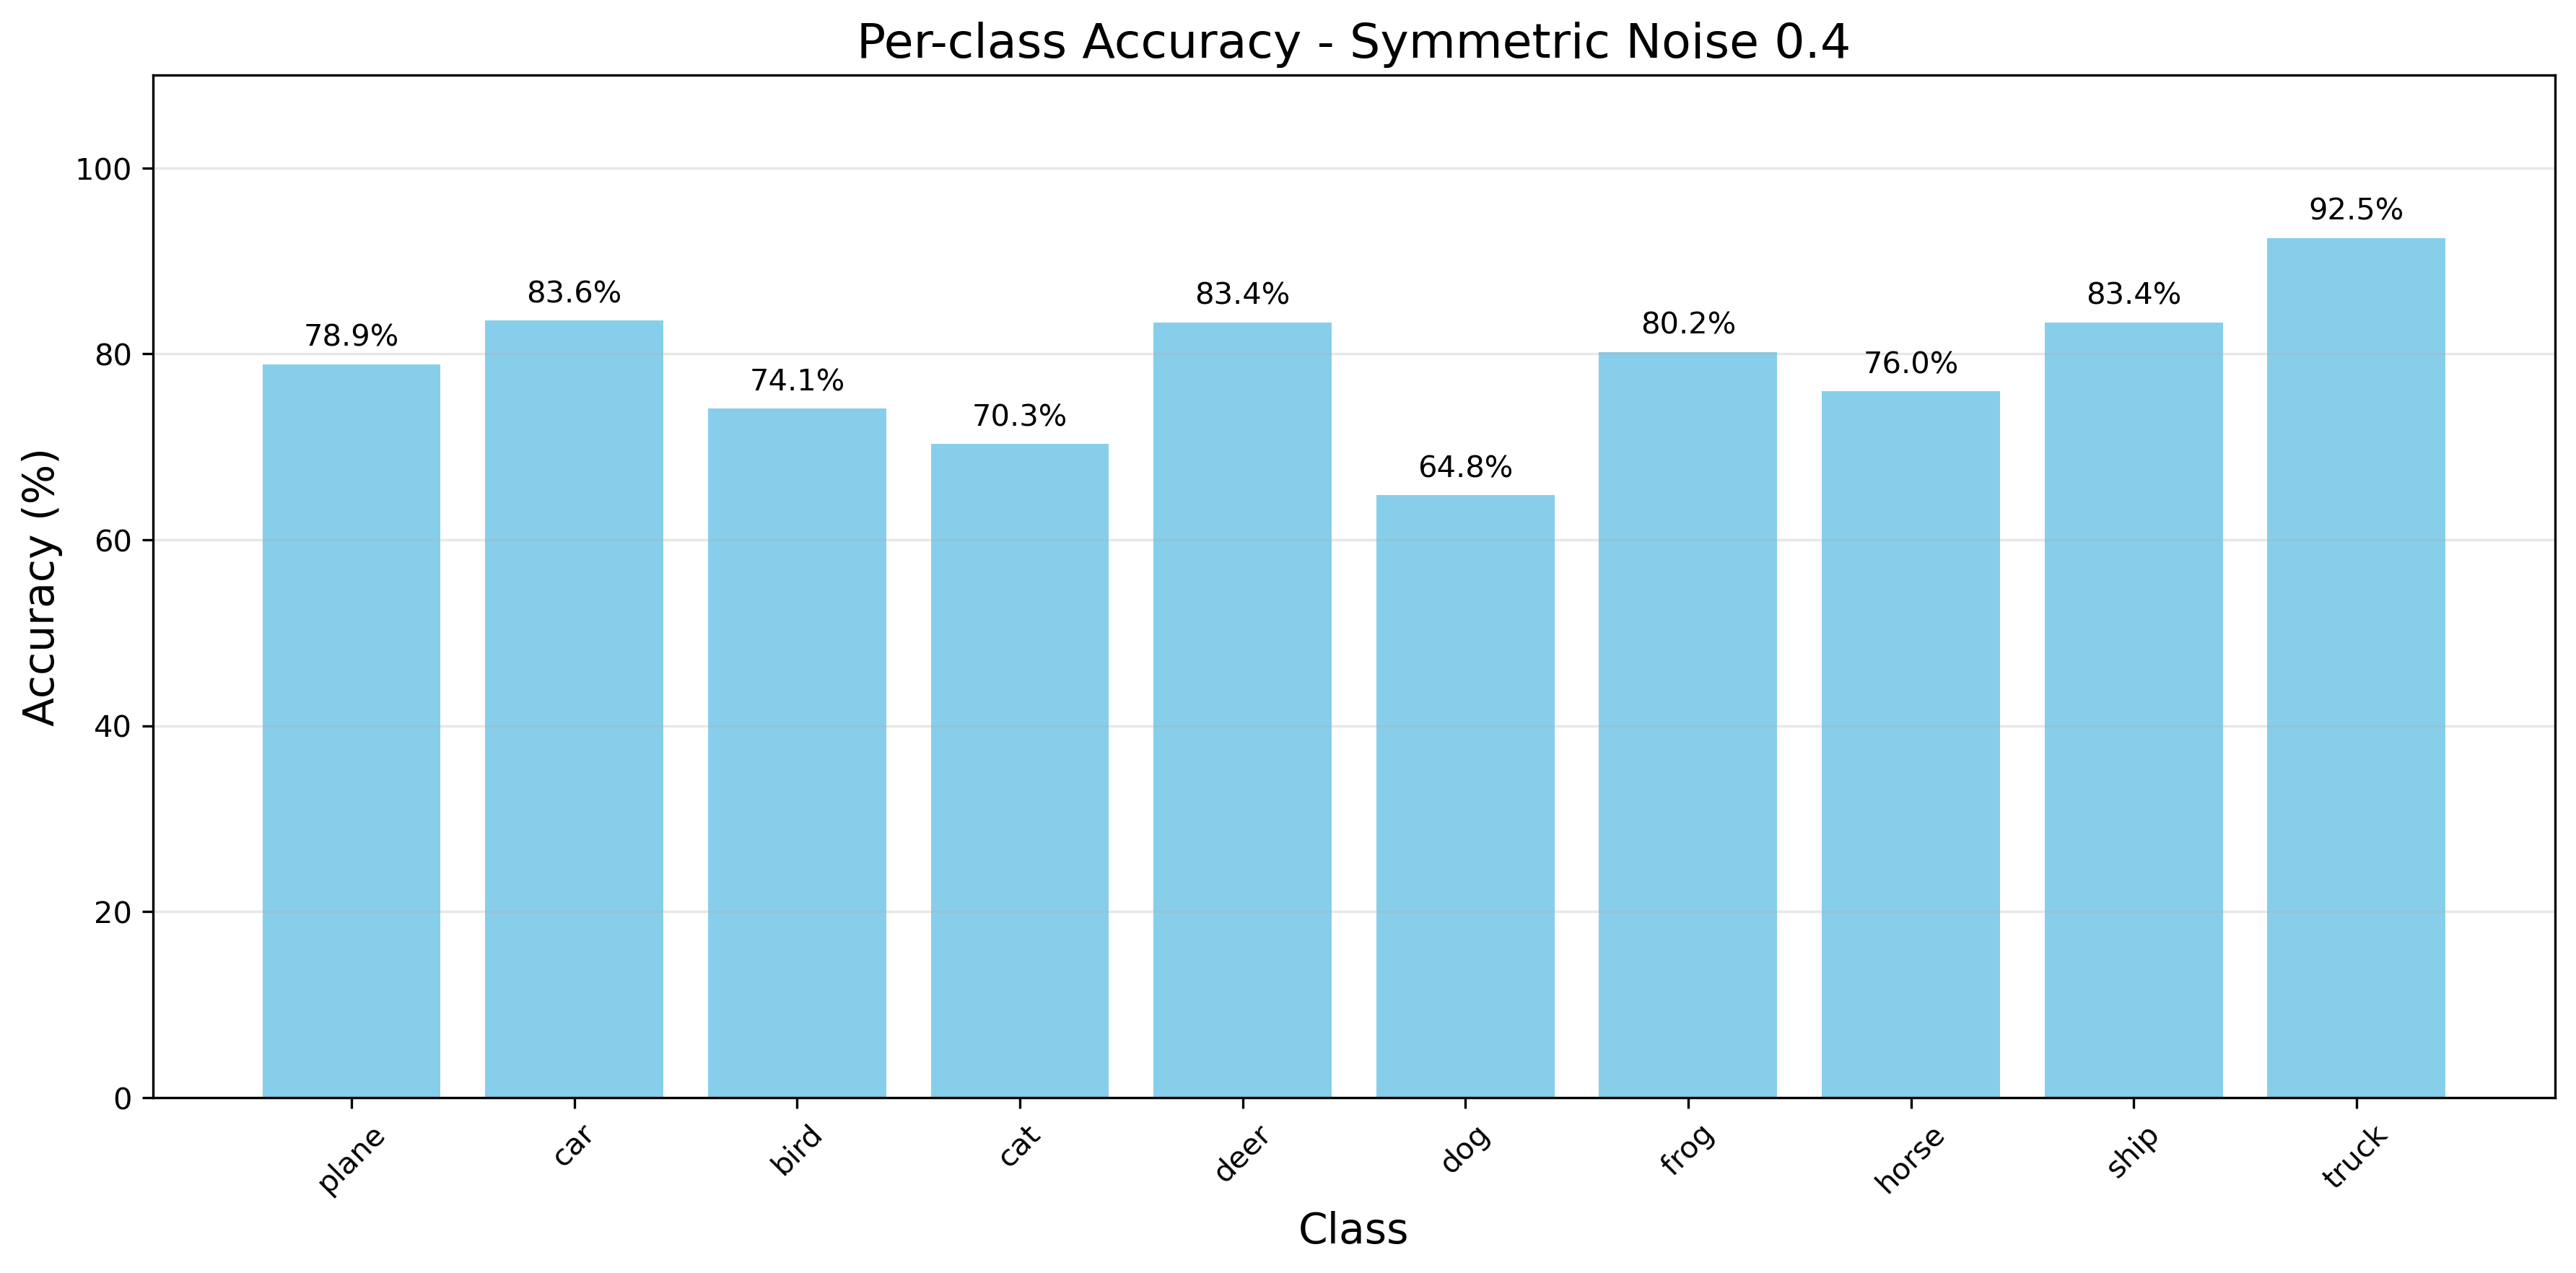 Per-class Accuracy - Symmetric Noise 0.4
Accuracy (%)
100
80
60
40
20
0
78.9%
83.6%
74.1%
70.3%
83.4%
64.8%
80.2%
76.0%
83.4%
92.5%
plane
car
bird
cat
deer
dog
frog
horse
ship
truck
Class